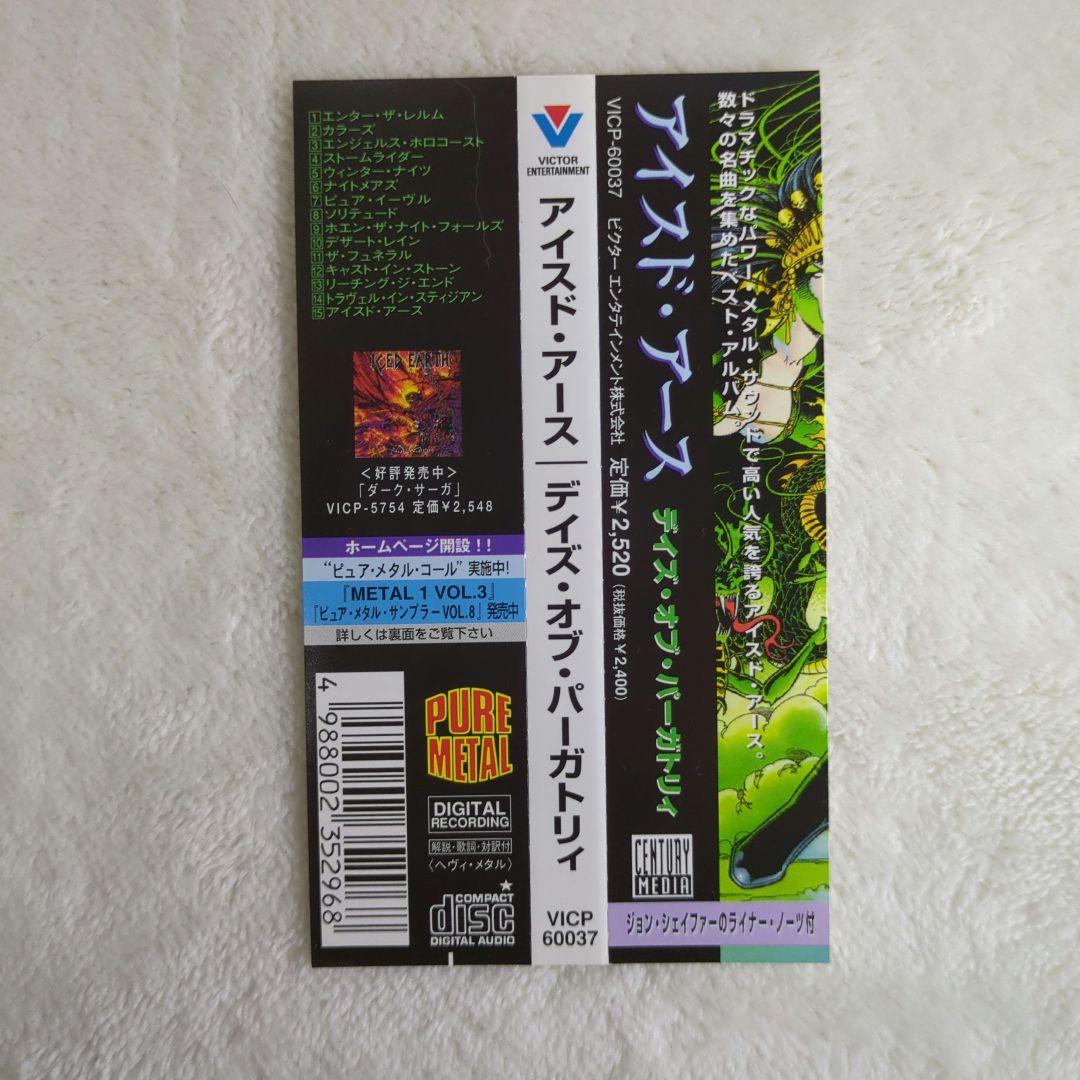 1 エンター・ザ・レルム
2 カラーズ
3 エンジェルス・ホロコースト
4 ストームライダー
5 ウィンター・ナイツ
6 ナイトメアズ
7 ピュア・イーヴル
8 ソリテュード
9 ホエン・ザ・ナイト・フォールズ
10 デザート・レイン
11 ザ・フュネラル
12 キャスト・イン・ストーン
13 リーチング・ジ・エンド
14 トラヴェル・イン・スティジアン
15 アイスド・アース
ICED EARTH
＜好評発売中＞
「ダーク・サーガ」
VICP-5754 定価¥2,548
ホームページ開設！！
“ピュア・メタル・コール”実施中！
『METAL 1 VOL.3』
『ピュア・メタル・サンプラーVOL.8』発売中
詳しくは裏面をご覧下さい
4 988002 352968
PURE
METAL
DIGITAL
RECORDING
解説・歌詞・対訳付
〈ヘヴィ・メタル〉
★
COMPACT
disc
DIGITAL AUDIO
VICTOR
ENTERTAINMENT
アイスド・アース｜デイズ・オブ・パーガトリィ
VICP
60037
ドラマチックなパワー・メタル・サウンドで高い人気を誇るアイスド・アース。
数々の名曲を集めたベスト・アルバム。
アイスド・アース
デイズ・オブ・パーガトリィ
VICP-60037 ビクター エンタテインメント株式会社 定価¥2,520 (税抜価格¥2,400)
CENTURY
MEDIA
ジョン・シェイファーのライナー・ノーツ付